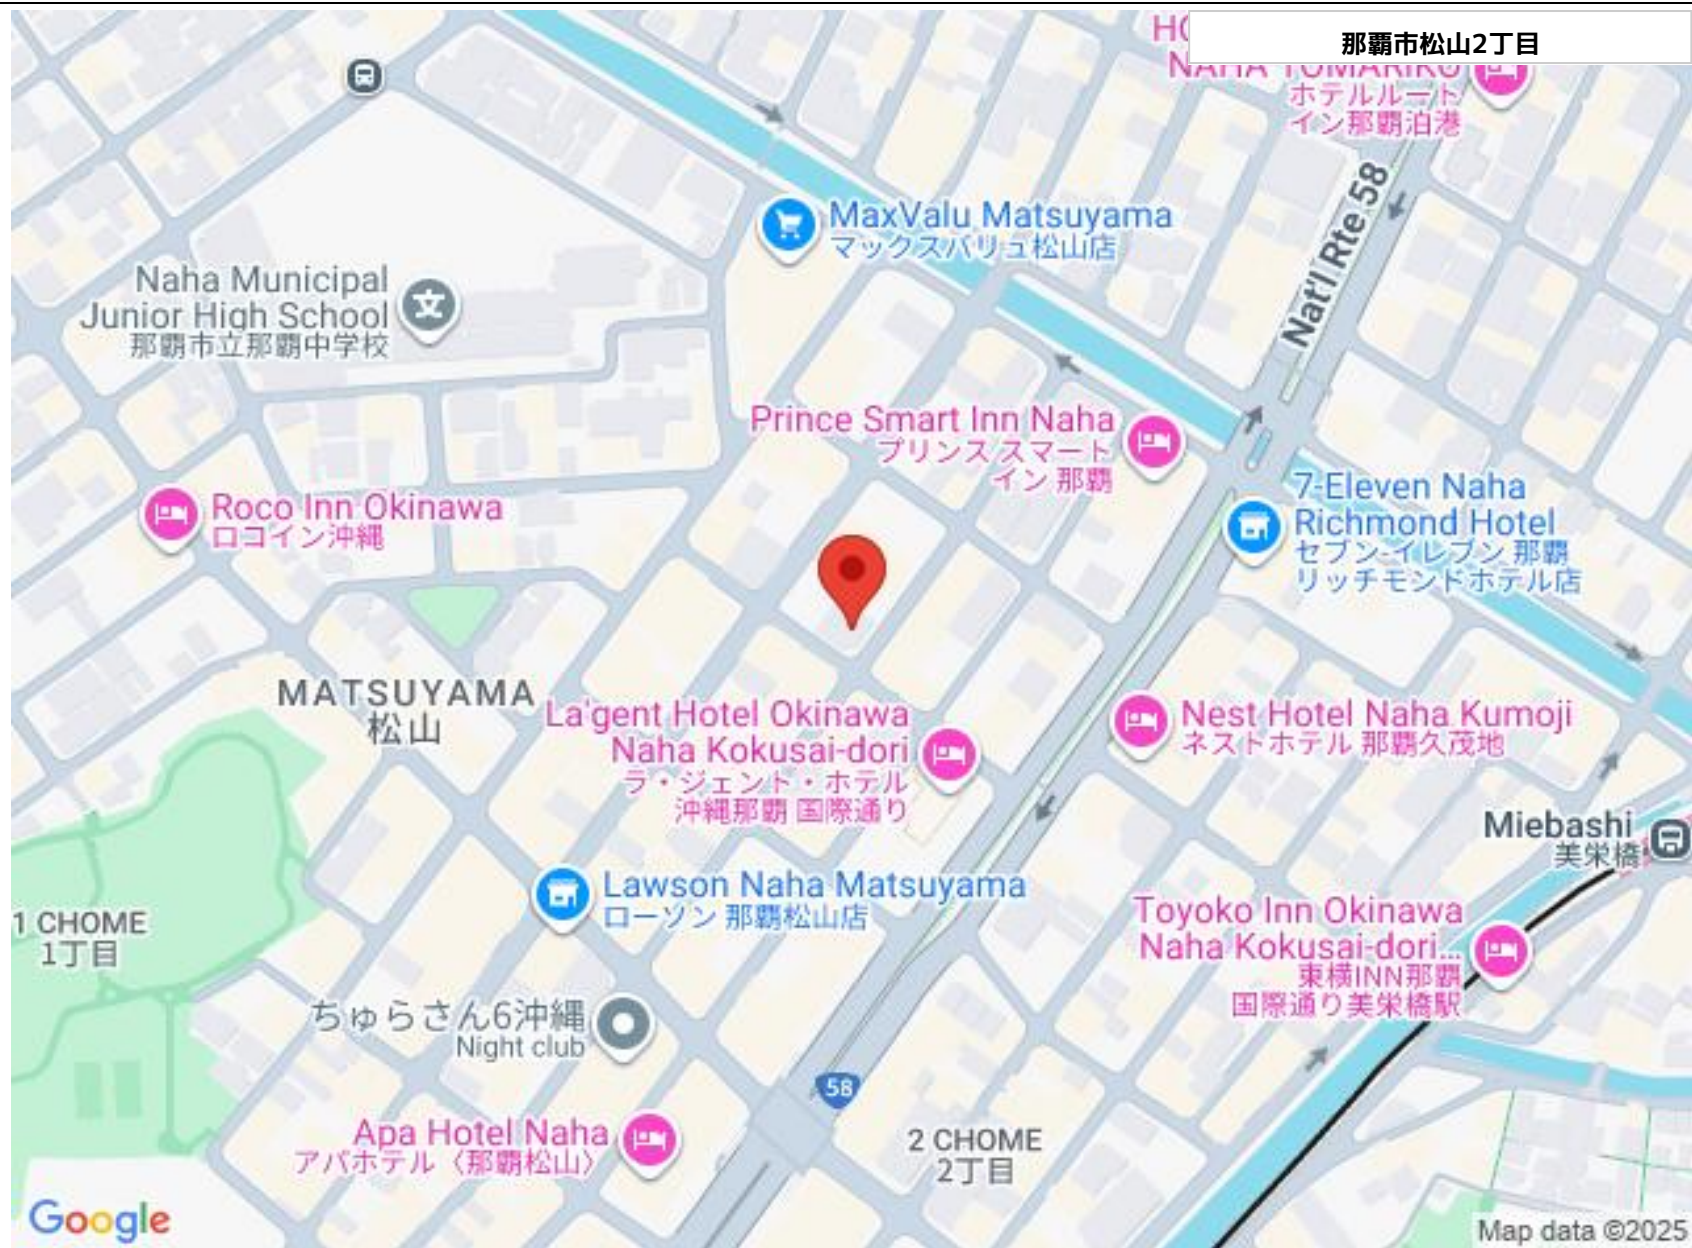 那覇市松山2丁目
NAHA TOMARIKO
ホテルルート
イン那覇泊港
Nat'l Rte 58
MaxValu Matsuyama
マックスバリュ松山店
Naha Municipal
Junior High School
那覇市立那覇中学校
Prince Smart Inn Naha
プリンス スマート
イン 那覇
7-Eleven Naha
Richmond Hotel
セブン-イレブン 那覇
リッチモンドホテル店
Roco Inn Okinawa
ロコイン沖縄
MATSUYAMA
松山
La'gent Hotel Okinawa
Naha Kokusai-dori
ラ・ジェント・ホテル
沖縄那覇 国際通り
Nest Hotel Naha Kumoji
ネストホテル 那覇久茂地
Miebashi
美栄橋
Lawson Naha Matsuyama
ローソン 那覇松山店
1 CHOME
1丁目
Toyoko Inn Okinawa
Naha Kokusai-dori...
東横INN那覇
国際通り美栄橋駅
ちゅらさん6沖縄
Night club
58
Apa Hotel Naha
アパホテル〈那覇松山〉
2 CHOME
2丁目
Google
Map data ©2025